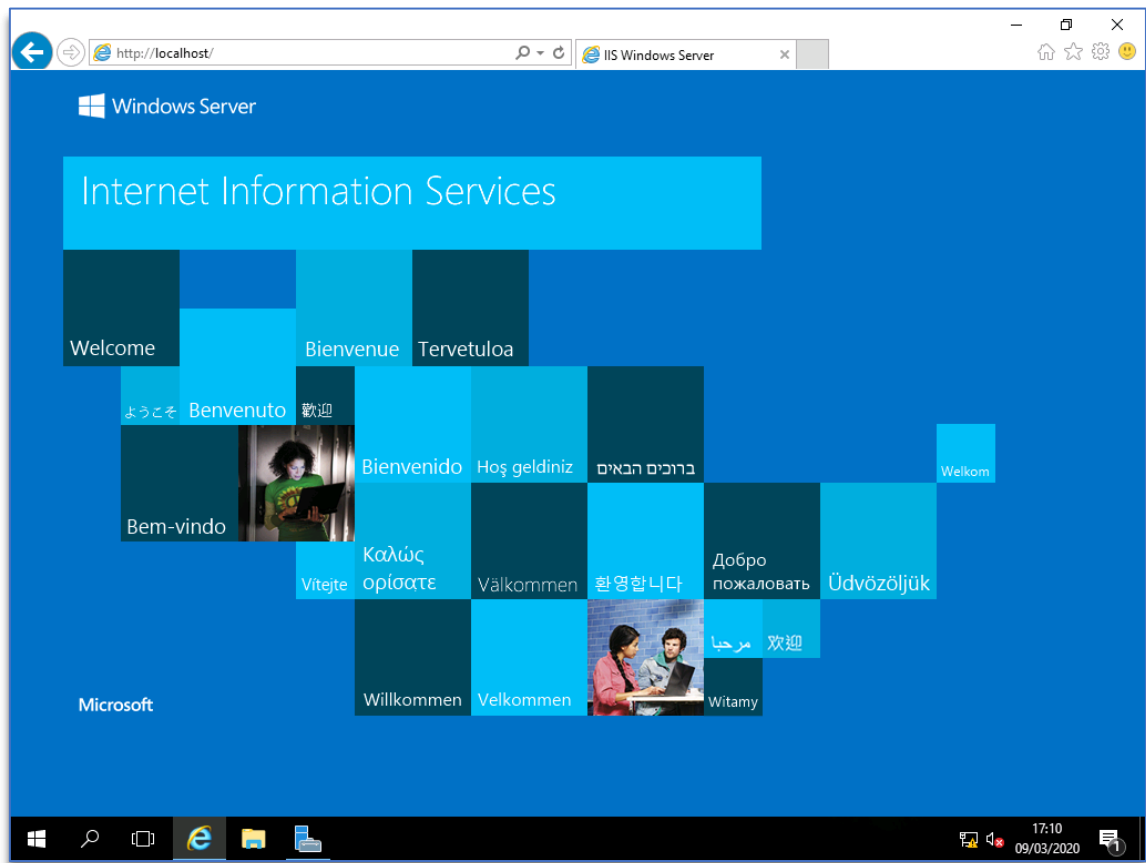 http://localhost/
IIS Windows Server
Windows Server
Internet Information Services
Welcome
Bienvenue
Tervetuloa
ようこそ
Benvenuto
歡迎
Bienvenido
Hoş geldiniz
ברוכים הבאים
Welkom
Bem-vindo
Vítejte
Καλώς
ορίσατε
Välkommen
환영합니다
Добро
пожаловать
Üdvözöljük
مرحبا
欢迎
Willkommen
Velkommen
Witamy
Microsoft
17:10
09/03/2020
1